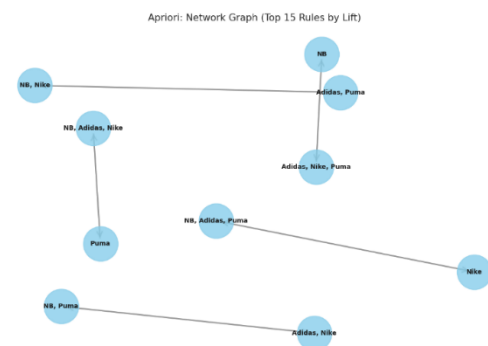 Apriori: Network Graph (Top 15 Rules by Lift)
NB
NB, Nike
Adidas, Puma
NB, Adidas, Nike
Adidas, Nike, Puma
NB, Adidas, Puma
Puma
Nike
NB, Puma
Adidas, Nike